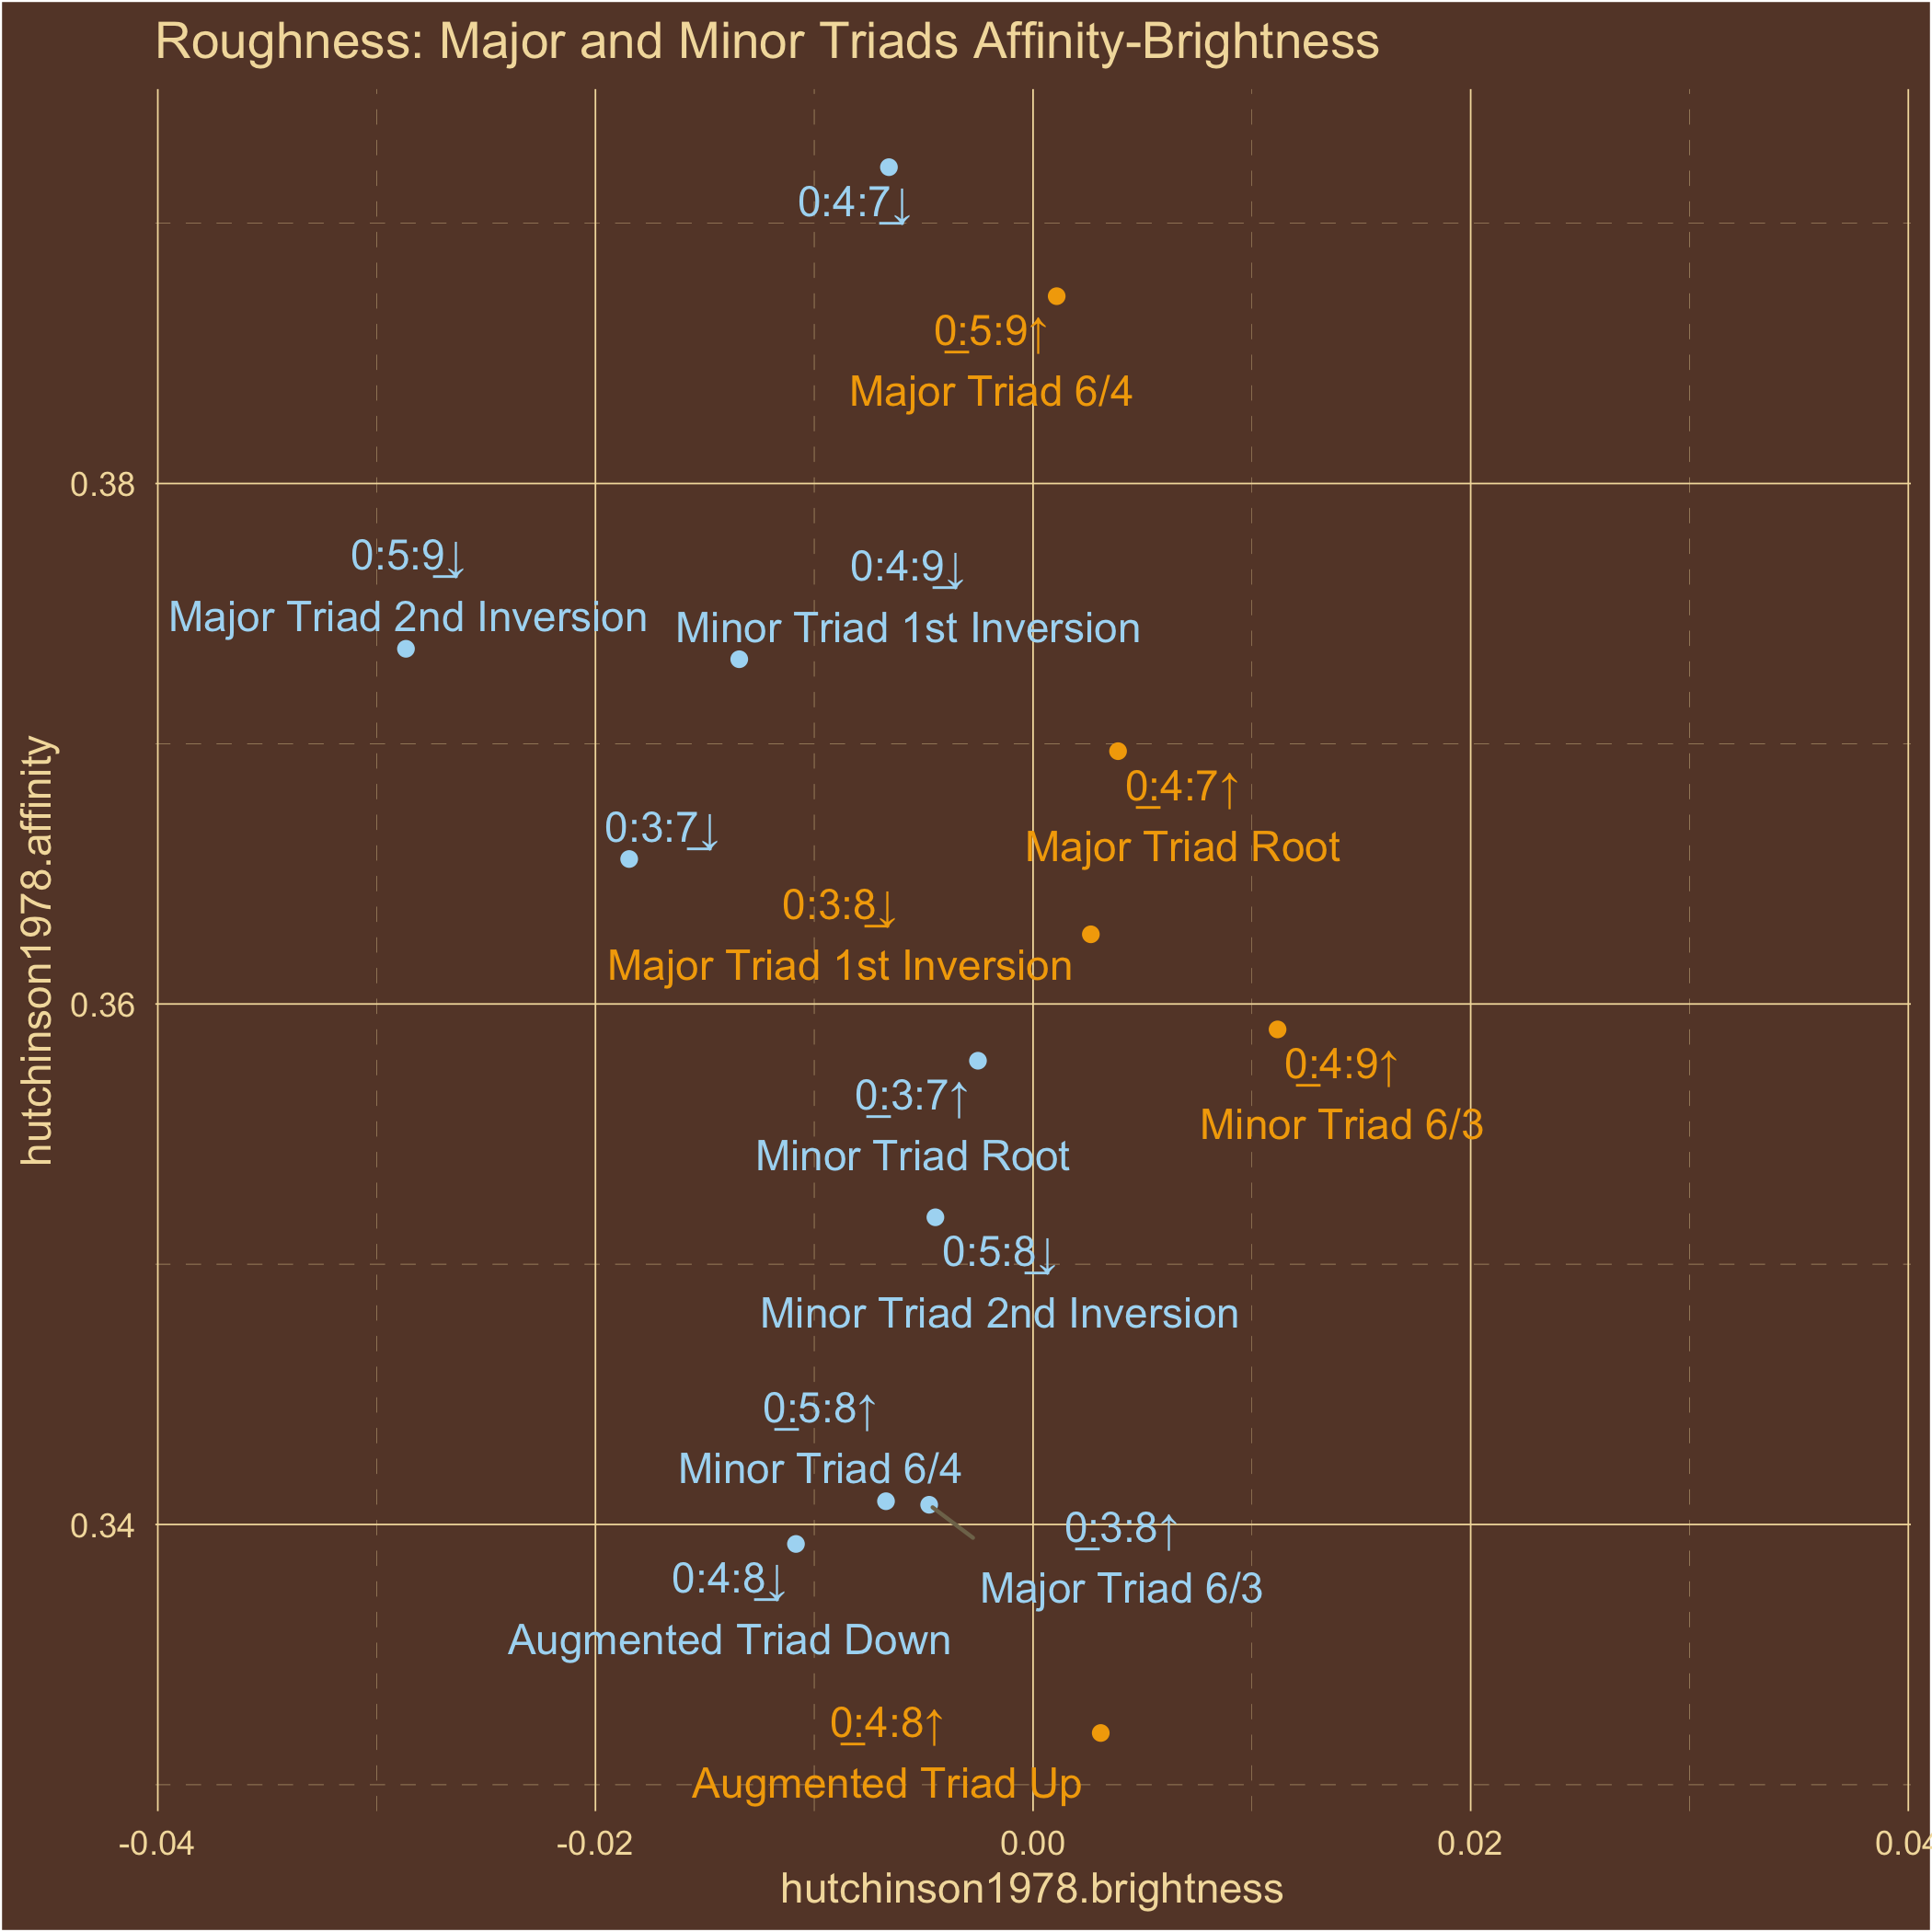 Roughness: Major and Minor Triads Affinity-Brightness
0:4:7↓
0:5:9↑
Major Triad 6/4
0.38
0:5:9↓
Major Triad 2nd Inversion
0:4:9↓
Minor Triad 1st Inversion
0:4:7↑
Major Triad Root
0:3:7↓
0:3:8↓
Major Triad 1st Inversion
hutchinson1978.affinity
0.36
0:4:9↑
Minor Triad 6/3
0:3:7↑
Minor Triad Root
0:5:8↓
Minor Triad 2nd Inversion
0:5:8↑
Minor Triad 6/4
0.34
0:3:8↑
Major Triad 6/3
0:4:8↓
Augmented Triad Down
0:4:8↑
Augmented Triad Up
-0.04 -0.02 0.00 0.02 0.04
hutchinson1978.brightness